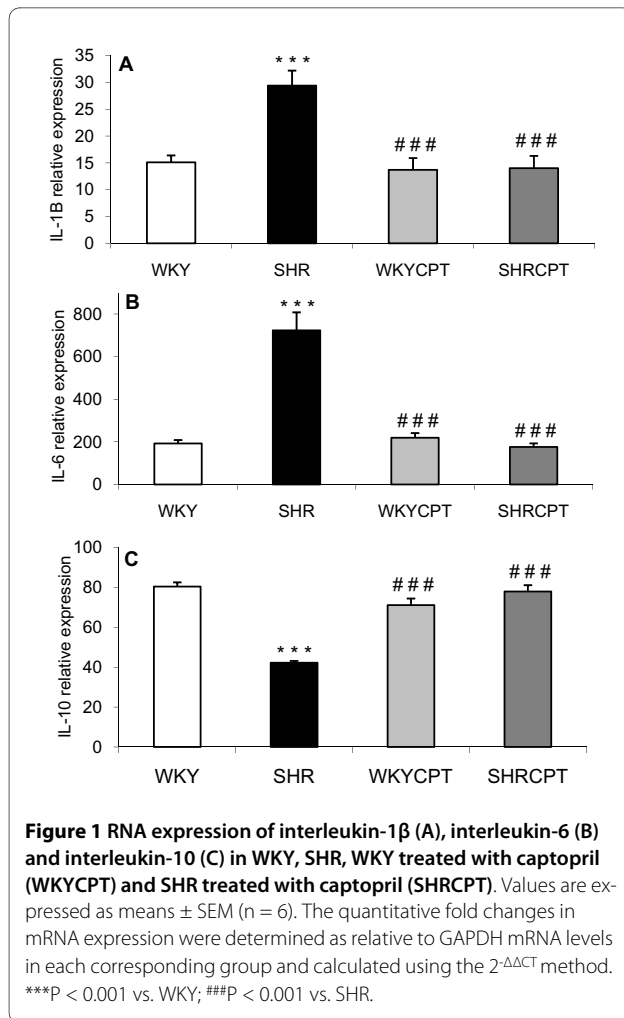 A
IL-1B relative expression
35
30
25
20
15
10
5
0
* * *
# # #
# # #
WKY
SHR
WKYCPT
SHRCPT
B
IL-6 relative expression
800
600
400
200
0
* * *
# # #
# # #
WKY
SHR
WKYCPT
SHRCPT
C
IL-10 relative expression
100
80
60
40
20
0
* * *
# # #
# # #
WKY
SHR
WKYCPT
SHRCPT
Figure 1 RNA expression of interleukin-1β (A), interleukin-6 (B)
and interleukin-10 (C) in WKY, SHR, WKY treated with captopril
(WKYCPT) and SHR treated with captopril (SHRCPT). Values are ex-
pressed as means ± SEM (n = 6). The quantitative fold changes in
mRNA expression were determined as relative to GAPDH mRNA levels
in each corresponding group and calculated using the 2-ΔΔCT method.
***P < 0.001 vs. WKY; ###P < 0.001 vs. SHR.